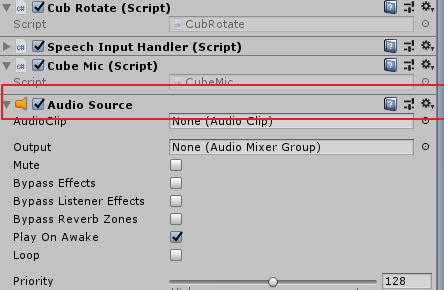 Cub Rotate (Script)
Script CubRotate
Speech Input Handler (Script)
Cube Mic (Script)
Script CubeMic
Audio Source
AudioClip None (Audio Clip)
Output None (Audio Mixer Group)
Mute
Bypass Effects
Bypass Listener Effects
Bypass Reverb Zones
Play On Awake
Loop
Priority 128